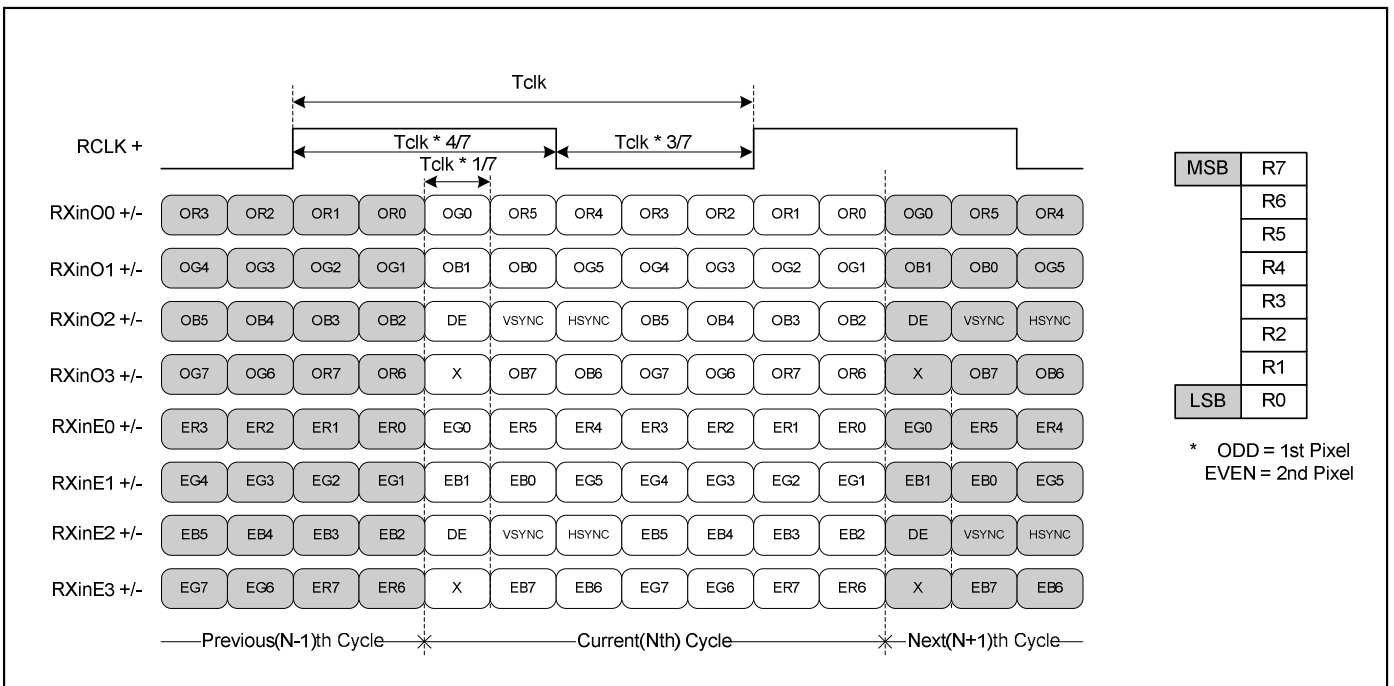 Tclk
RCLK +
Tclk * 4/7
Tclk * 3/7
Tclk * 1/7
RXinO0 +/- OR3 OR2 OR1 OR0 OG0 OR5 OR4 OR3 OR2 OR1 OR0 OG0 OR5 OR4
RXinO1 +/- OG4 OG3 OG2 OG1 OB1 OB0 OG5 OG4 OG3 OG2 OG1 OB1 OB0 OG5
RXinO2 +/- OB5 OB4 OB3 OB2 DE VSYNC HSYNC OB5 OB4 OB3 OB2 DE VSYNC HSYNC
RXinO3 +/- OG7 OG6 OR7 OR6 X OB7 OB6 OG7 OG6 OR7 OR6 X OB7 OB6
RXinE0 +/- ER3 ER2 ER1 ER0 EG0 ER5 ER4 ER3 ER2 ER1 ER0 EG0 ER5 ER4
RXinE1 +/- EG4 EG3 EG2 EG1 EB1 EB0 EG5 EG4 EG3 EG2 EG1 EB1 EB0 EG5
RXinE2 +/- EB5 EB4 EB3 EB2 DE VSYNC HSYNC EB5 EB4 EB3 EB2 DE VSYNC HSYNC
RXinE3 +/- EG7 EG6 ER7 ER6 X EB7 EB6 EG7 EG6 ER7 ER6 X EB7 EB6
Previous(N-1)th Cycle Current(Nth) Cycle Next(N+1)th Cycle
MSB R7
R6
R5
R4
R3
R2
R1
LSB R0
* ODD = 1st Pixel
EVEN = 2nd Pixel